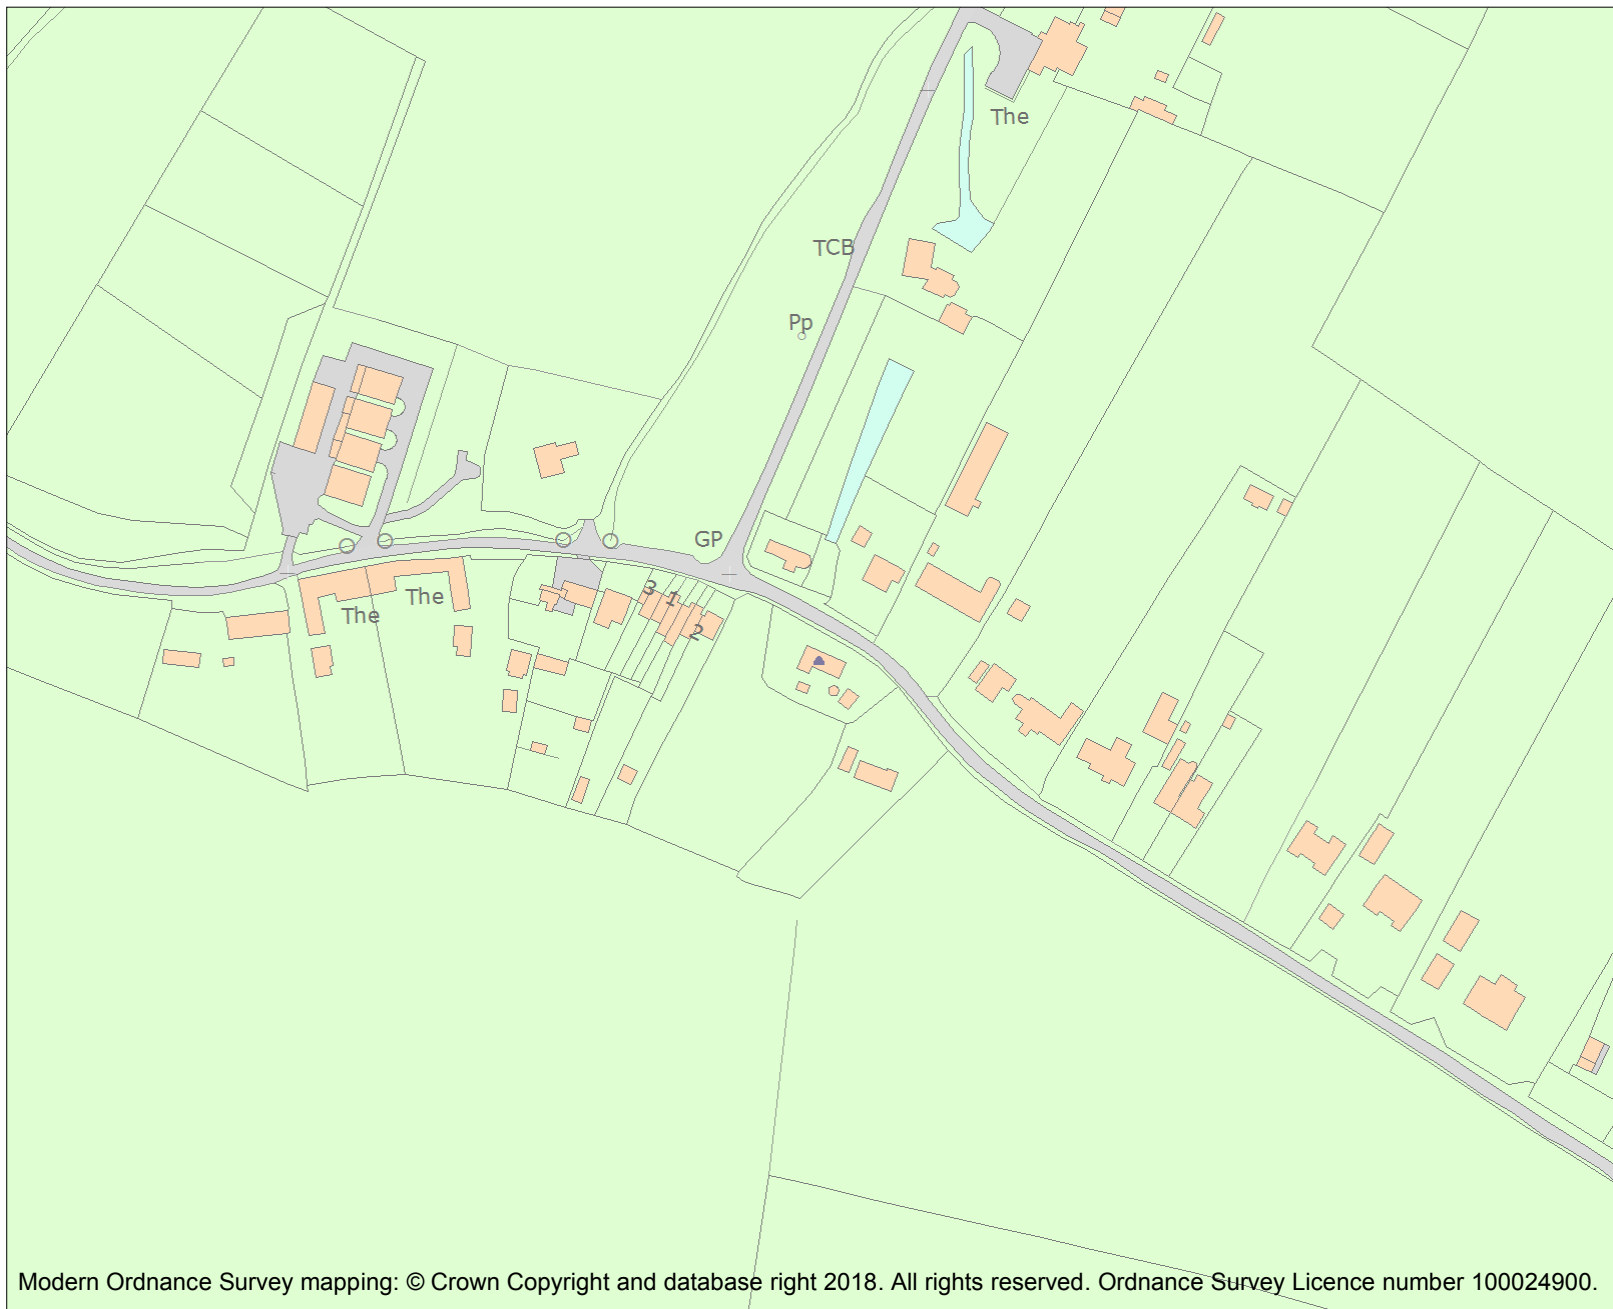 The
TCB
Pp
GP
3
1
2
The
The
Modern Ordnance Survey mapping: © Crown Copyright and database right 2018. All rights reserved. Ordnance Survey Licence number 100024900.